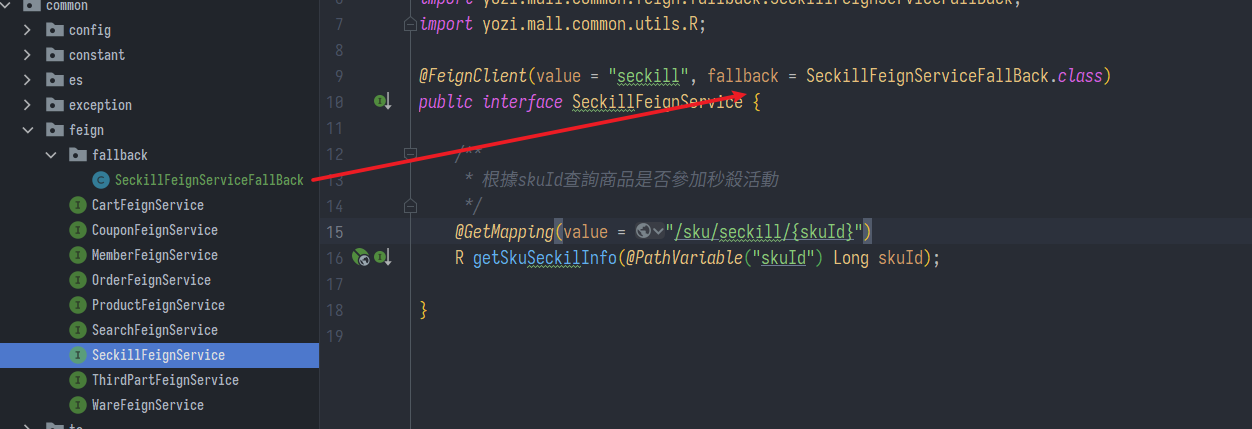 common
config
constant
es
exception
feign
fallback
SeckillFeignServiceFallBack
CartFeignService
CouponFeignService
MemberFeignService
OrderFeignService
ProductFeignService
SearchFeignService
SeckillFeignService
ThirdPartFeignService
WareFeignService
6 import yozi.mall.common.feign.fallback.SeckillFeignServiceFallBack;
7 import yozi.mall.common.utils.R;
8
9 @FeignClient(value = "seckill", fallback = SeckillFeignServiceFallBack.class)
10 public interface SeckillFeignService {
11
12 /**
13 * 根據skuId查詢商品是否參加秒殺活動
14 */
15 @GetMapping(value = "/sku/seckill/{skuId}")
16 R getSkuSeckilInfo(@PathVariable("skuId") Long skuId);
17
18 }
19